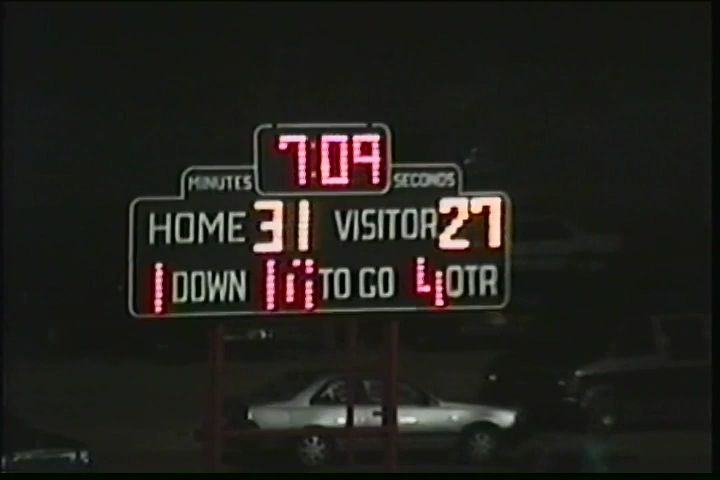 7:09
MINUTES SECONDS
HOME 31 VISITOR 27
1 DOWN 10 TO GO 4 QTR